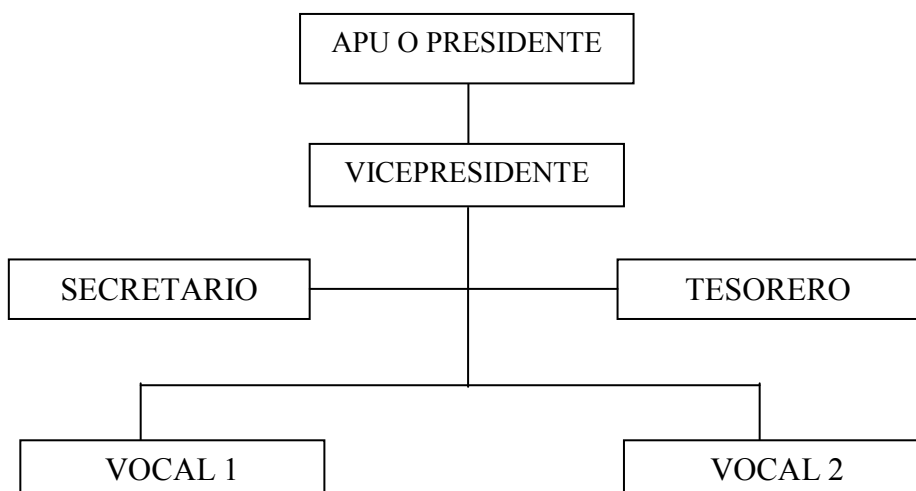 APU O PRESIDENTE
VICEPRESIDENTE
SECRETARIO
TESORERO
VOCAL 1
VOCAL 2